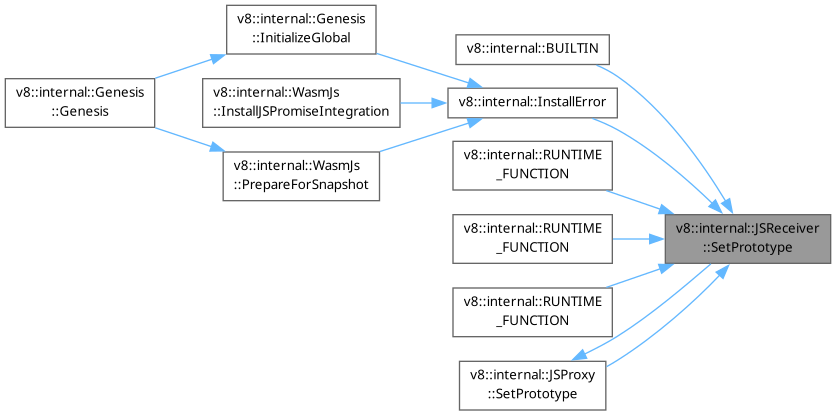 v8::internal::Genesis
::InitializeGlobal
v8::internal::BUILTIN
v8::internal::Genesis
::Genesis
v8::internal::WasmJs
::InstallJSPromiseIntegration
v8::internal::InstallError
v8::internal::WasmJs
::PrepareForSnapshot
v8::internal::RUNTIME
_FUNCTION
v8::internal::RUNTIME
_FUNCTION
v8::internal::JSReceiver
::SetPrototype
v8::internal::RUNTIME
_FUNCTION
v8::internal::JSProxy
::SetPrototype